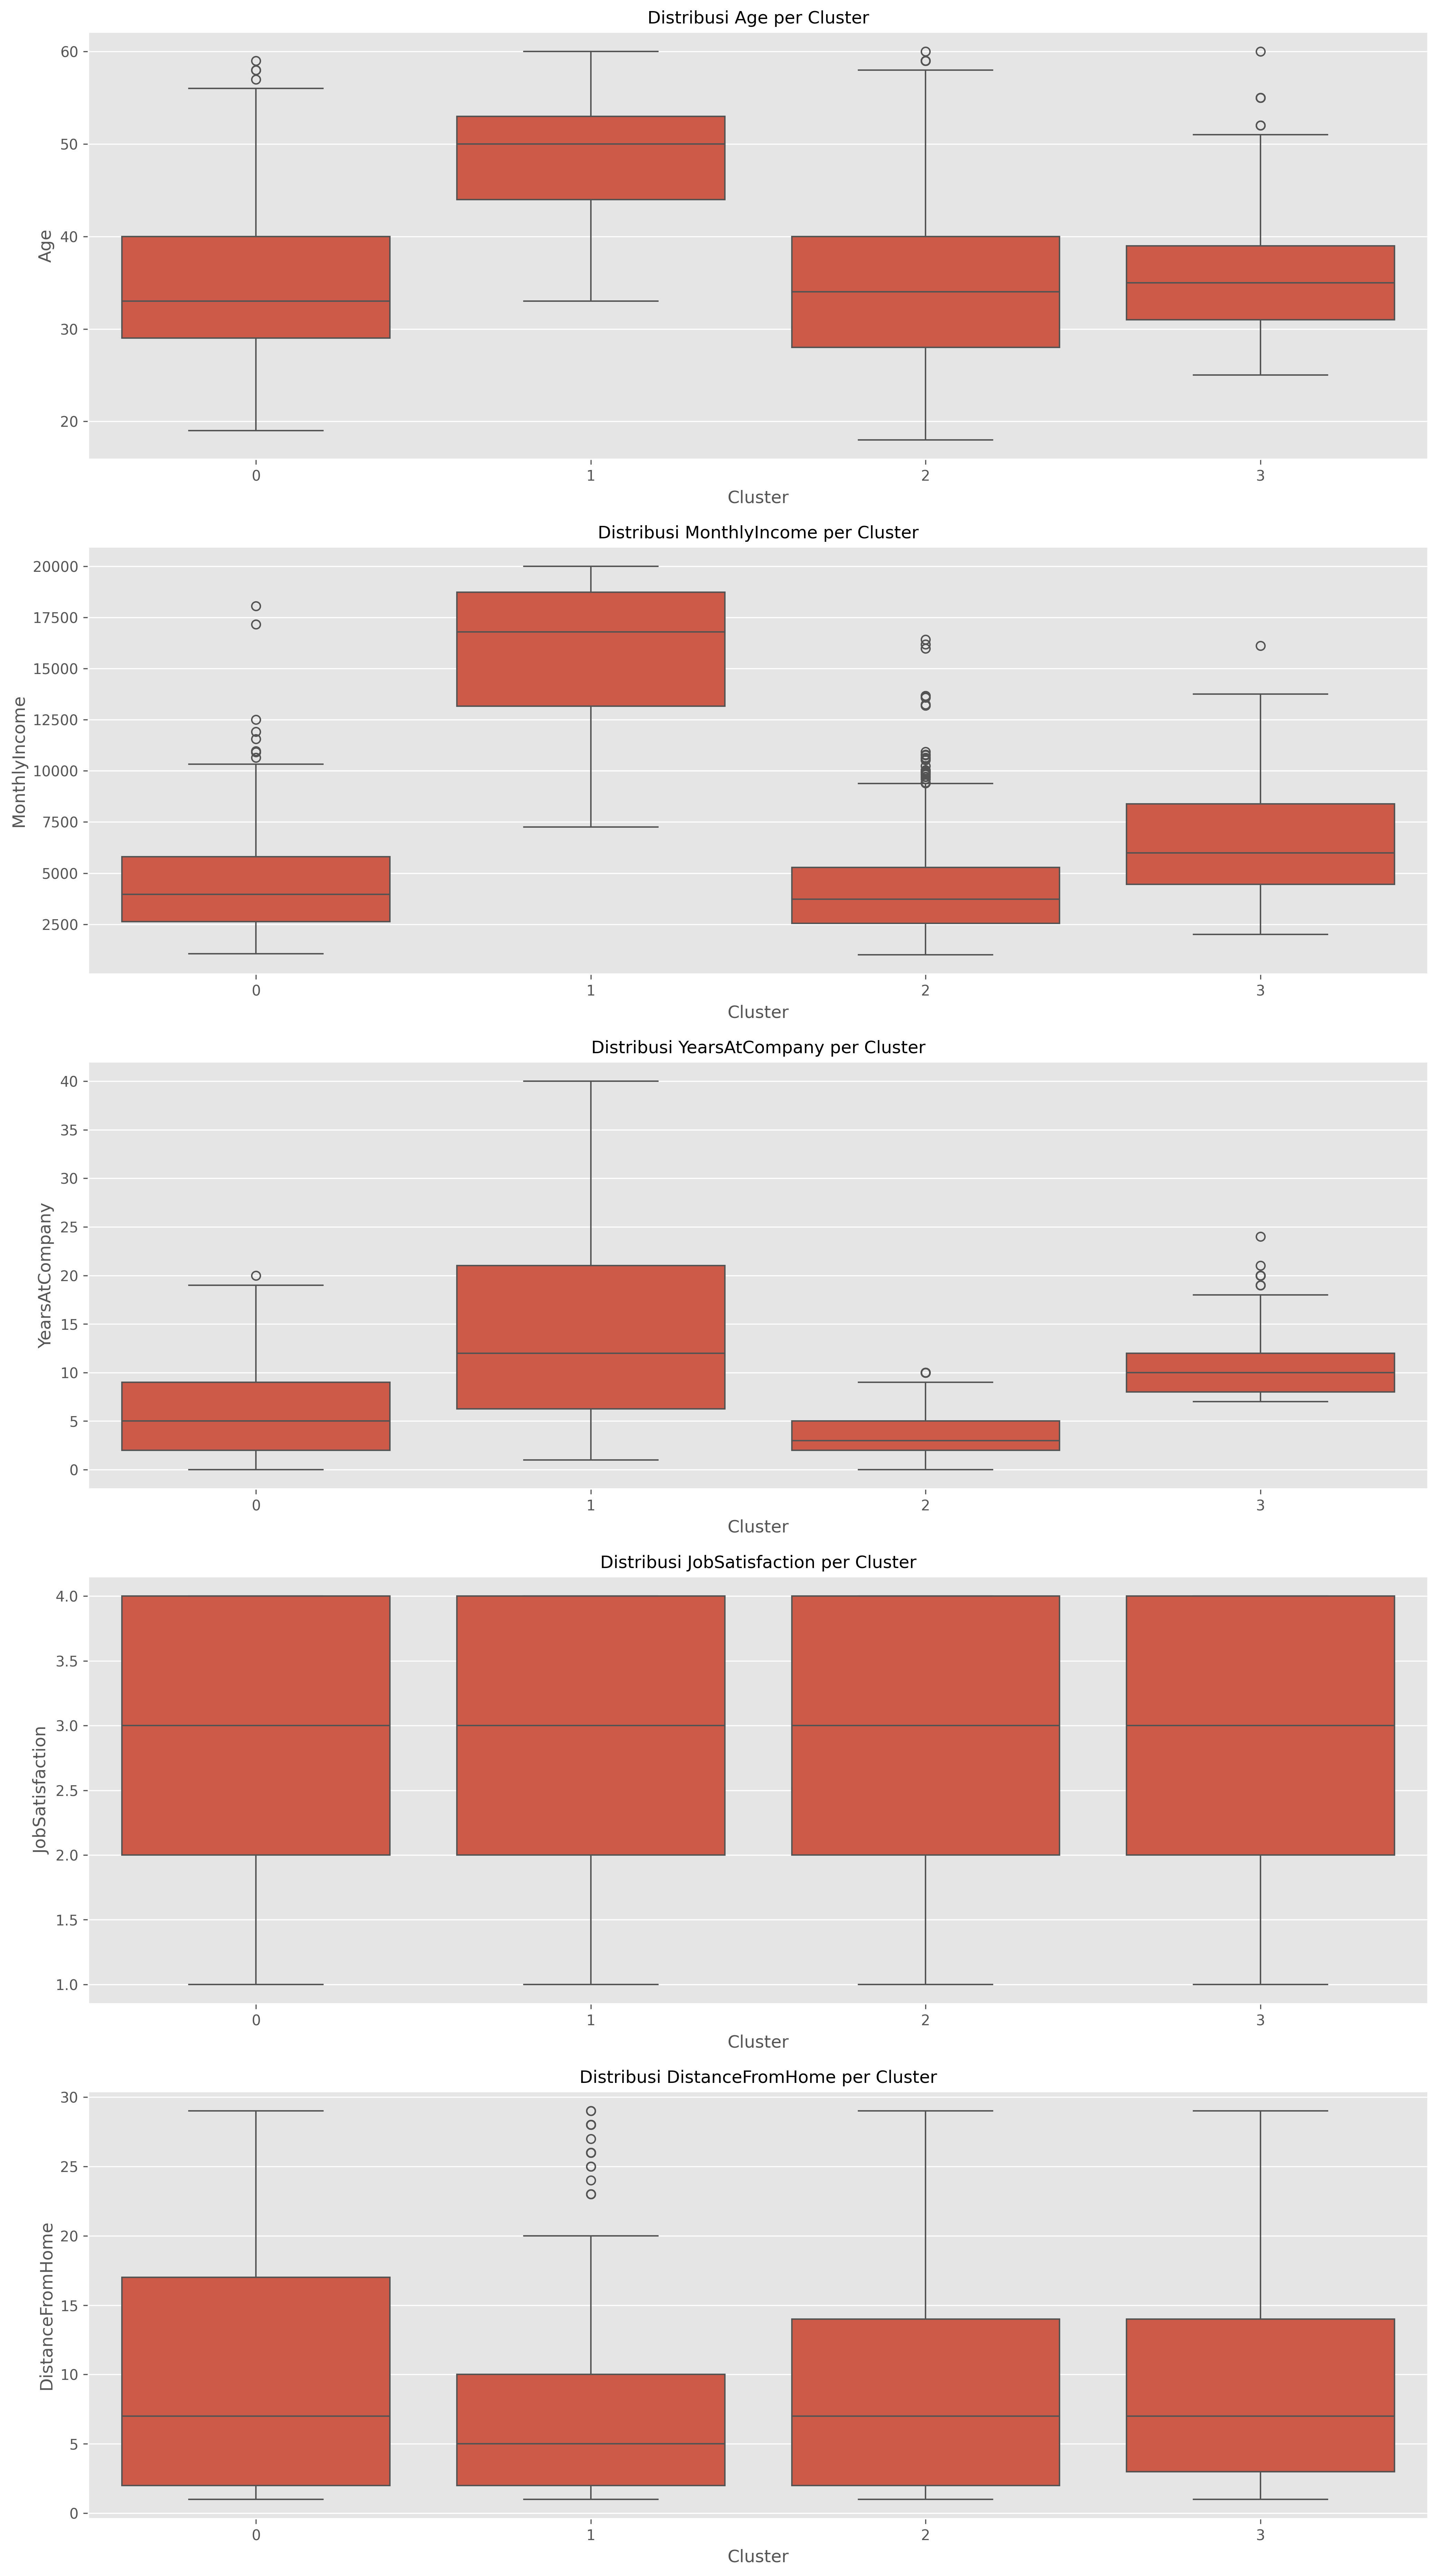 Distribusi Age per Cluster
60
50
40
30
20
Age
0 1 2 3
Cluster
Distribusi MonthlyIncome per Cluster
20000
17500
15000
12500
10000
7500
5000
2500
MonthlyIncome
0 1 2 3
Cluster
Distribusi YearsAtCompany per Cluster
40
35
30
25
20
15
10
5
0
YearsAtCompany
0 1 2 3
Cluster
Distribusi JobSatisfaction per Cluster
4.0
3.5
3.0
2.5
2.0
1.5
1.0
JobSatisfaction
0 1 2 3
Cluster
Distribusi DistanceFromHome per Cluster
30
25
20
15
10
5
0
DistanceFromHome
0 1 2 3
Cluster